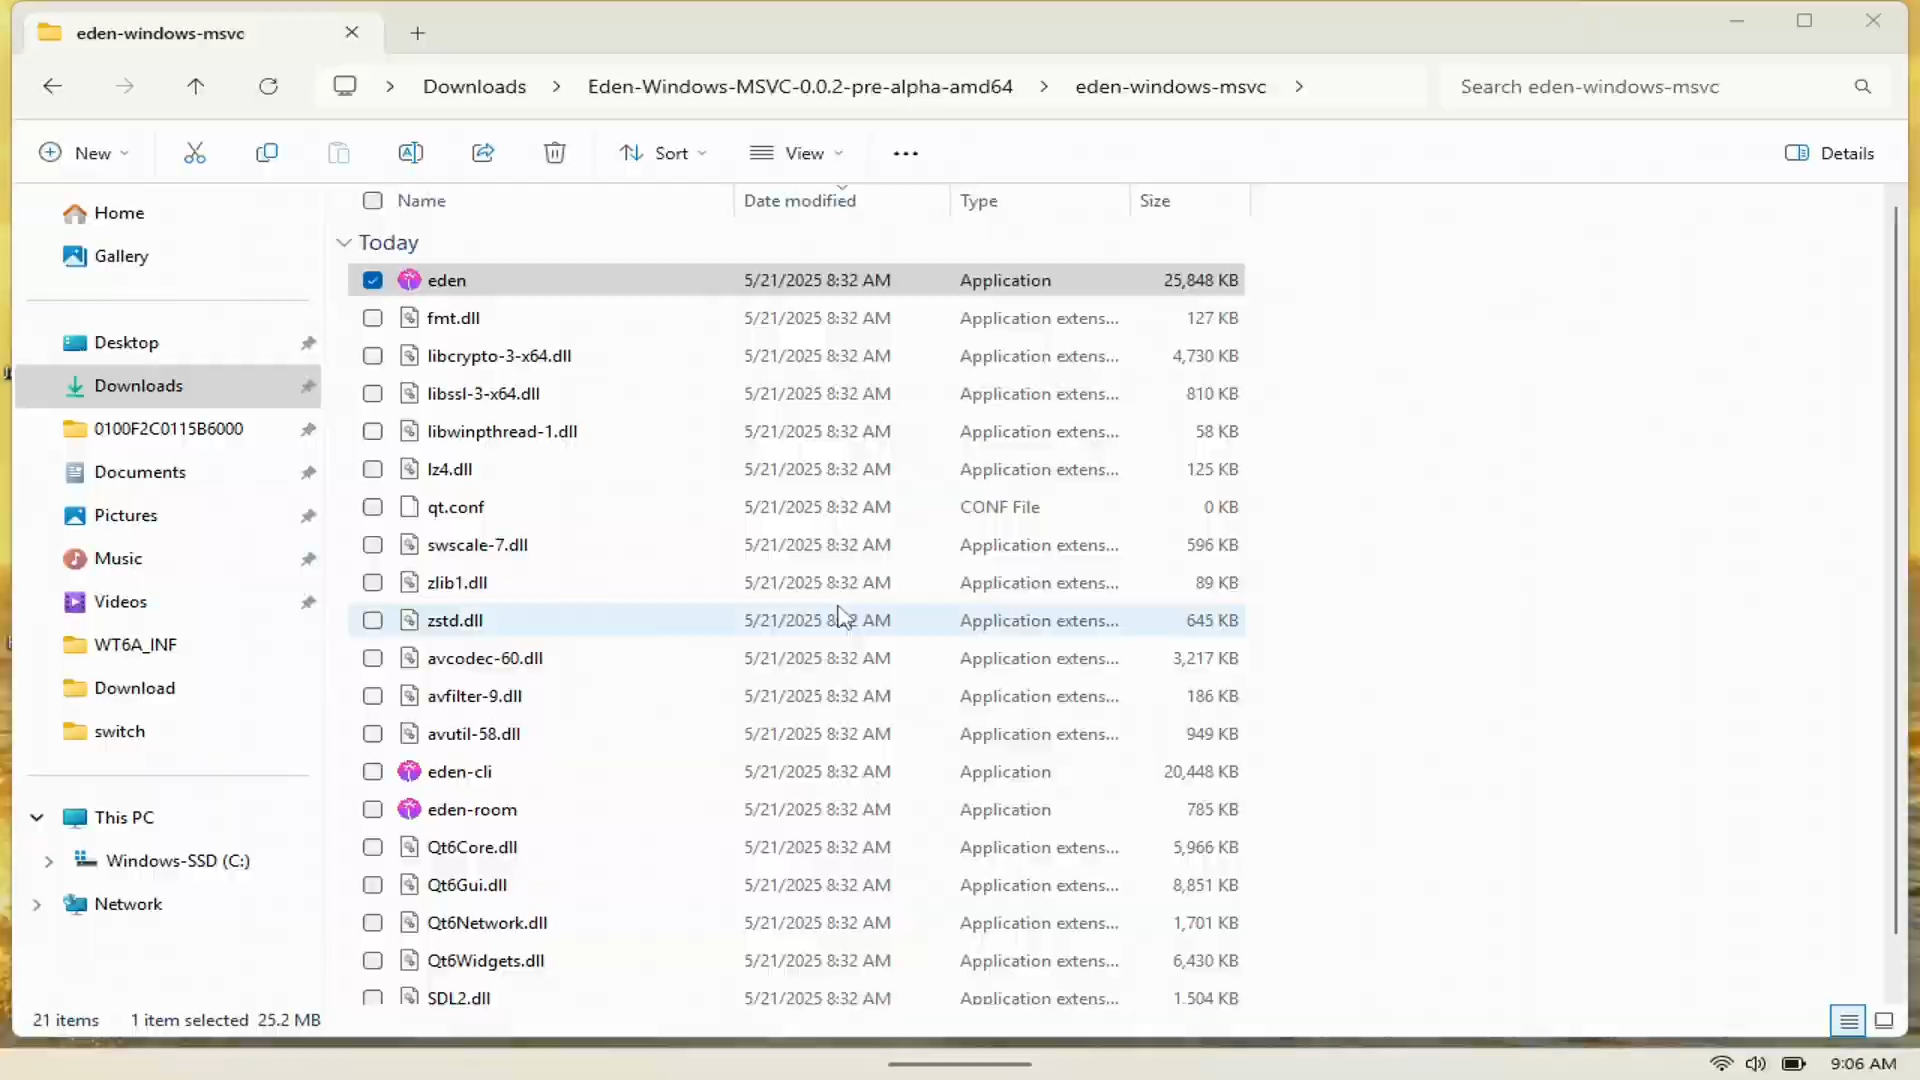 eden-windows-msvc
Downloads
Eden-Windows-MSVC-0.0.2-pre-alpha-amd64
eden-windows-msvc
Search eden-windows-msvc
New
Sort
View
Details
Home
Gallery
Desktop
Downloads
0100F2C0115B6000
Documents
Pictures
Music
Videos
WT6A_INF
Download
switch
This PC
Windows-SSD (C:)
Network
Name Date modified Type Size
Today
eden 5/21/2025 8:32 AM Application 25,848 KB
fmt.dll 5/21/2025 8:32 AM Application extens... 127 KB
libcrypto-3-x64.dll 5/21/2025 8:32 AM Application extens... 4,730 KB
libssl-3-x64.dll 5/21/2025 8:32 AM Application extens... 810 KB
libwinpthread-1.dll 5/21/2025 8:32 AM Application extens... 58 KB
lz4.dll 5/21/2025 8:32 AM Application extens... 125 KB
qt.conf 5/21/2025 8:32 AM CONF File 0 KB
swscale-7.dll 5/21/2025 8:32 AM Application extens... 596 KB
zlib1.dll 5/21/2025 8:32 AM Application extens... 89 KB
zstd.dll 5/21/2025 8:32 AM Application extens... 645 KB
avcodec-60.dll 5/21/2025 8:32 AM Application extens... 3,217 KB
avfilter-9.dll 5/21/2025 8:32 AM Application extens... 186 KB
avutil-58.dll 5/21/2025 8:32 AM Application extens... 949 KB
eden-cli 5/21/2025 8:32 AM Application 20,448 KB
eden-room 5/21/2025 8:32 AM Application 785 KB
Qt6Core.dll 5/21/2025 8:32 AM Application extens... 5,966 KB
Qt6Gui.dll 5/21/2025 8:32 AM Application extens... 8,851 KB
Qt6Network.dll 5/21/2025 8:32 AM Application extens... 1,701 KB
Qt6Widgets.dll 5/21/2025 8:32 AM Application extens... 6,430 KB
SDL2.dll 5/21/2025 8:32 AM Application extens... 1,504 KB
21 items 1 item selected 25.2 MB
9:06 AM